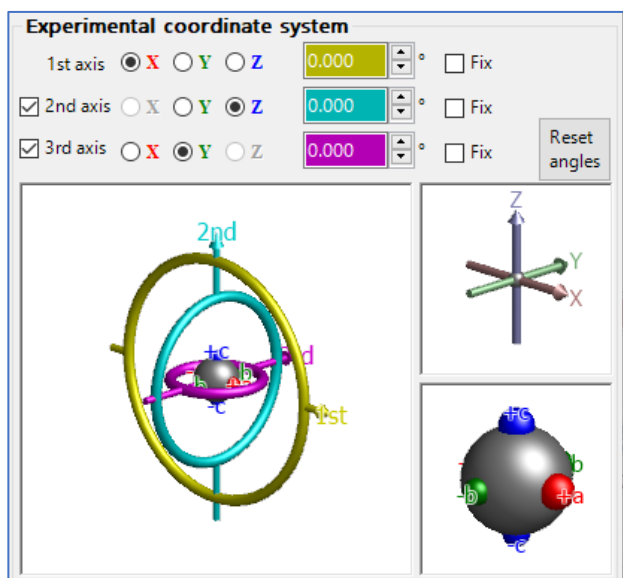 Experimental coordinate system
1st axis X Y Z 0.000 ° Fix
2nd axis X Y Z 0.000 ° Fix
3rd axis X Y Z 0.000 ° Fix
Reset
angles
2nd
+c
b
-b
-c
1st
Z
Y
X
+c
b
-b
+a
-c